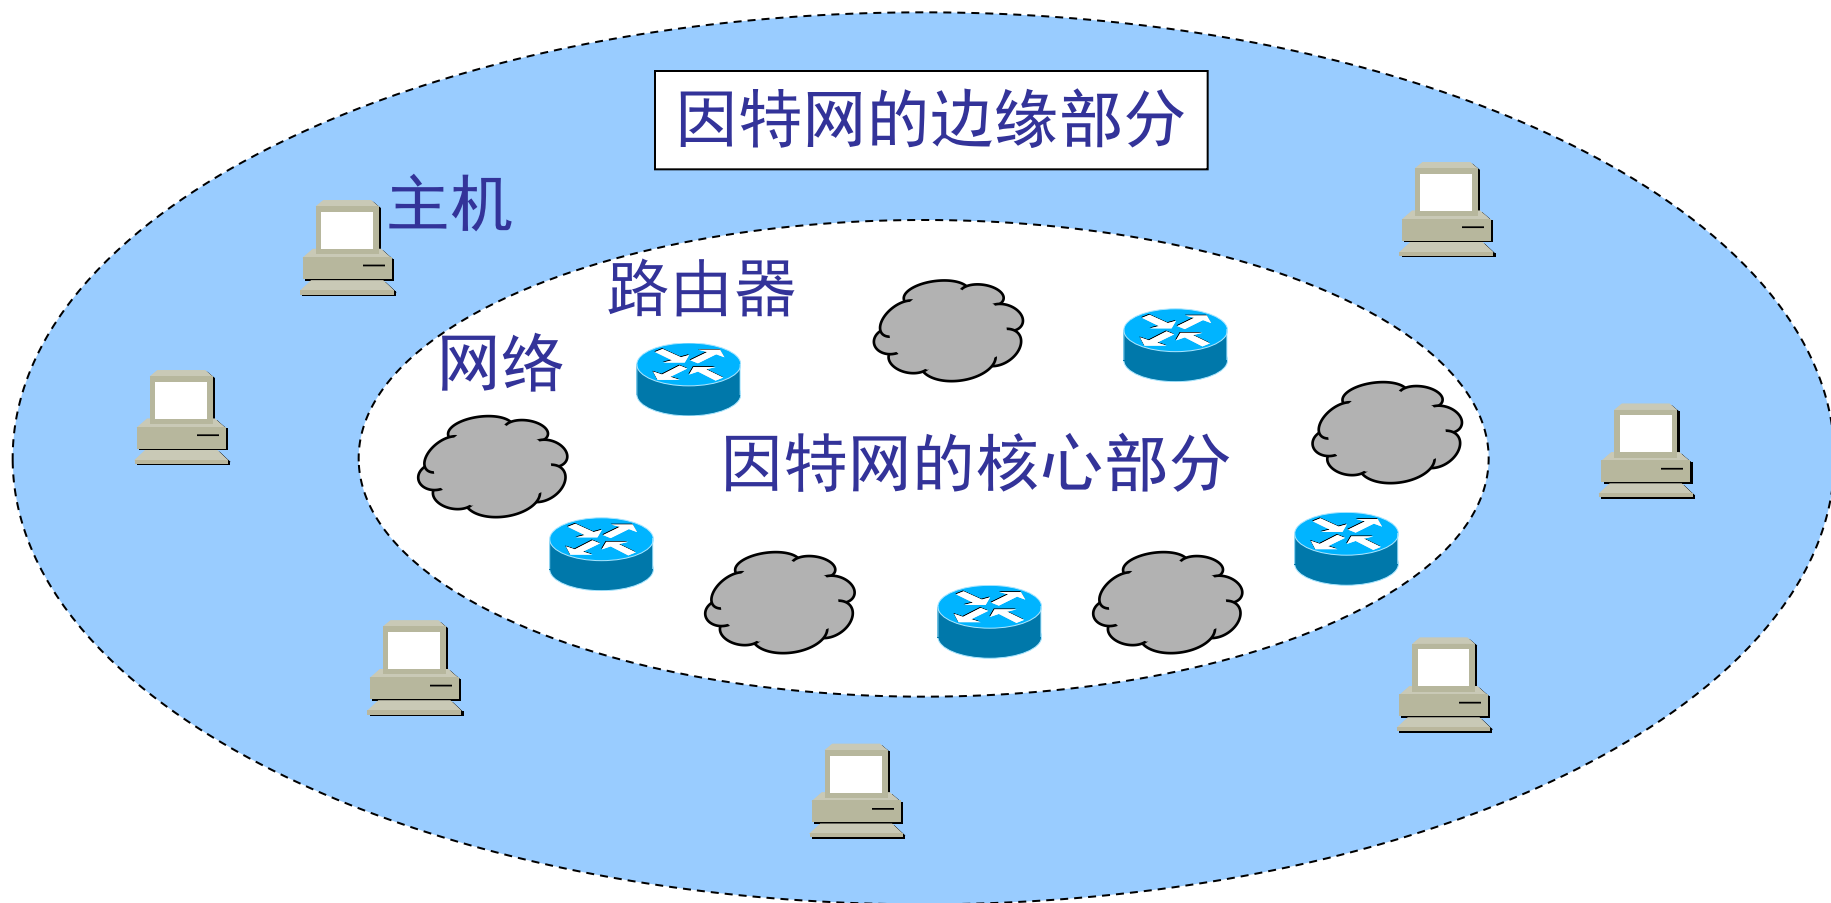 因特网的边缘部分
主机
路由器
网络
因特网的核心部分